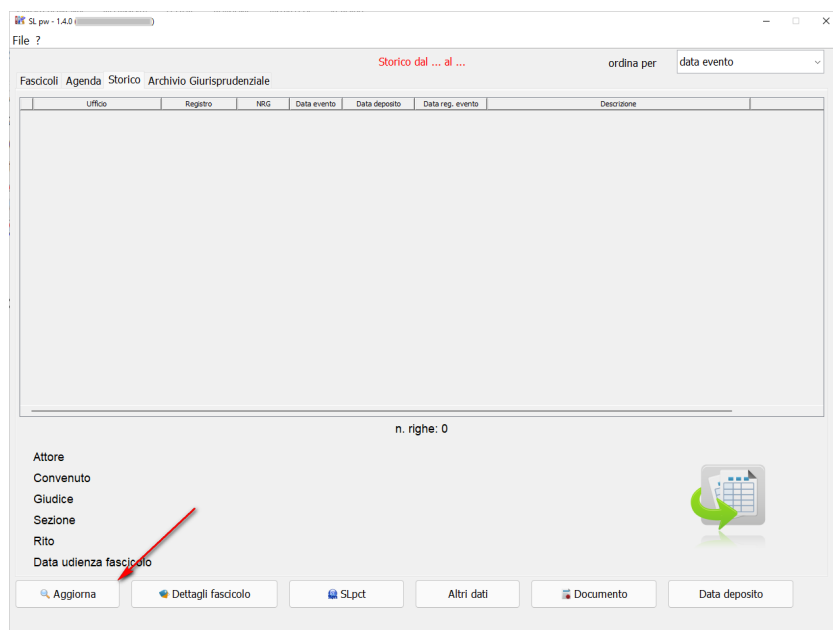 SL pw - 1.4.0 (
)
File ?
Storico dal ... al ...
ordina per
data evento
Fascicoli Agenda Storico Archivio Giurisprudenziale
Ufficio Registro NRG Data evento Data deposito Data reg. evento Descrizione
n. righe: 0
Attore
Convenuto
Giudice
Sezione
Rito
Data udienza fascicolo
Aggiorna Dettagli fascicolo SLpct Altri dati Documento Data deposito